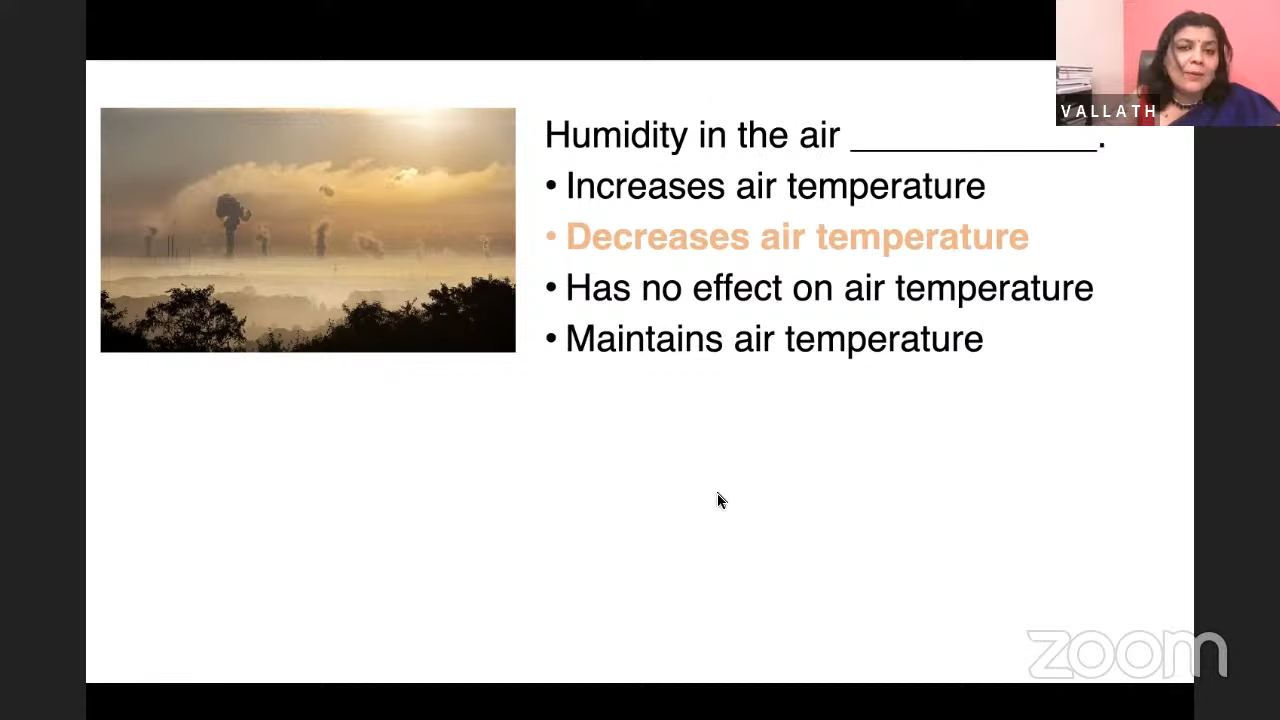 VALLATH
Humidity in the air _____________.
• Increases air temperature
• Decreases air temperature
• Has no effect on air temperature
• Maintains air temperature
zoom